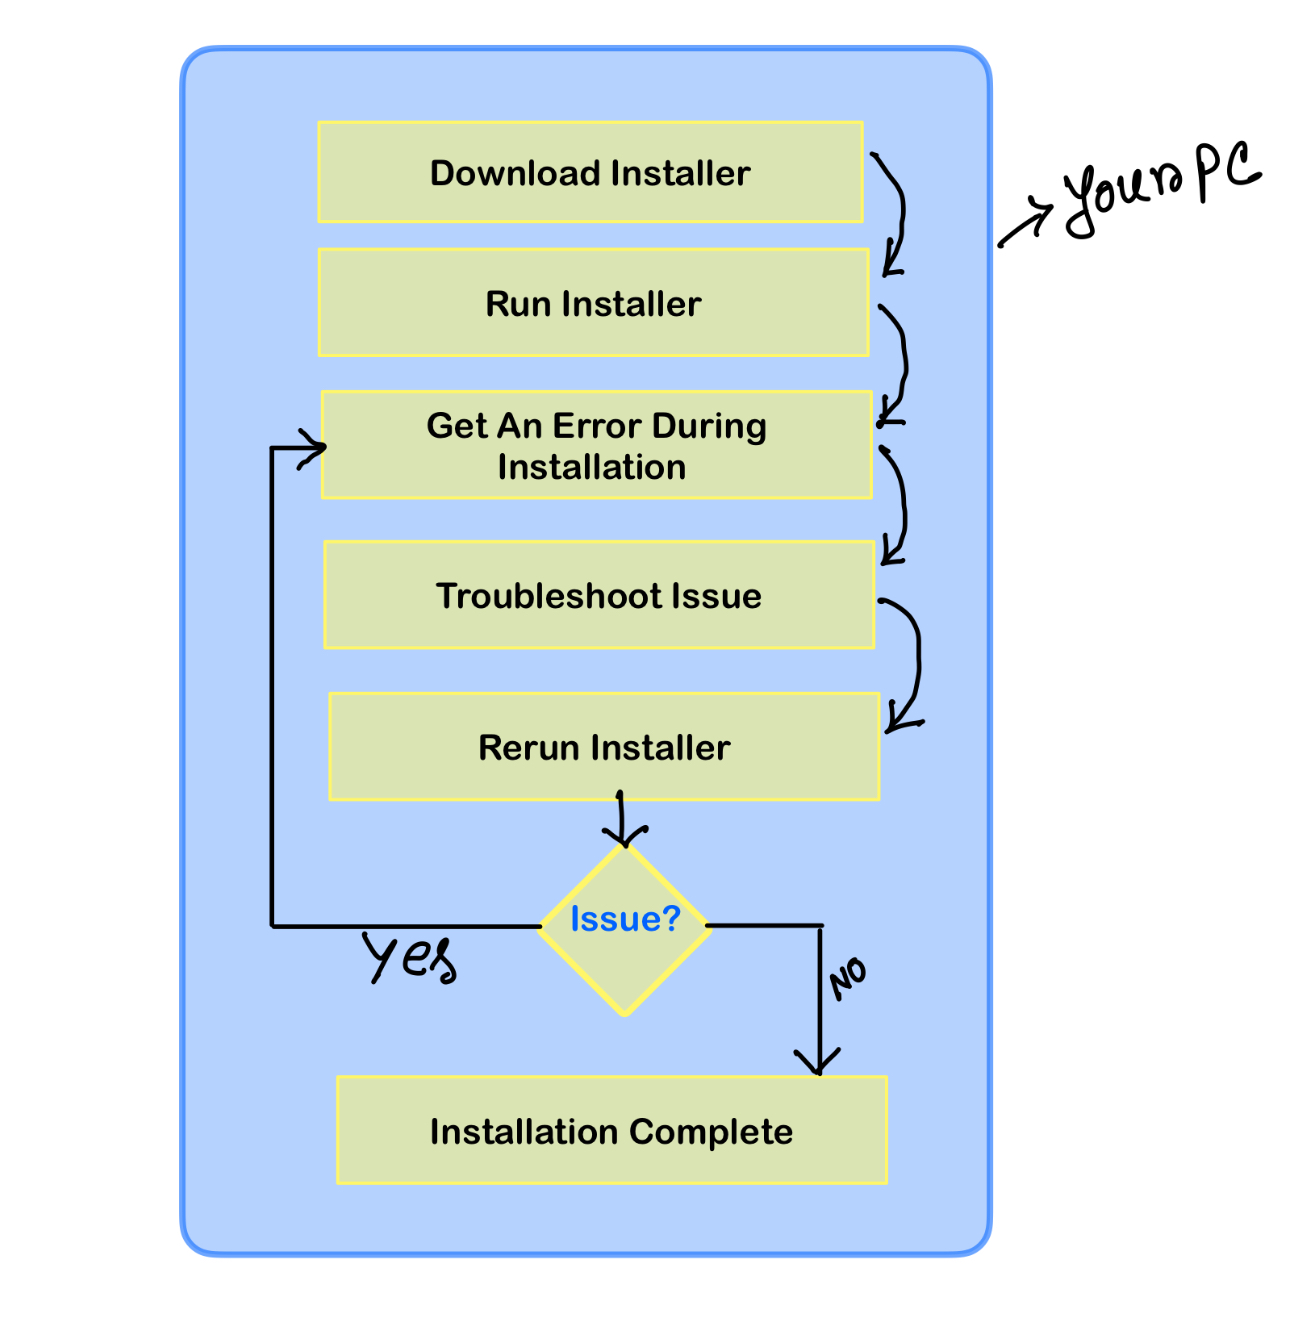 Download Installer
Your PC
Run Installer
Get An Error During
Installation
Troubleshoot Issue
Rerun Installer
Issue?
Yes
NO
Installation Complete